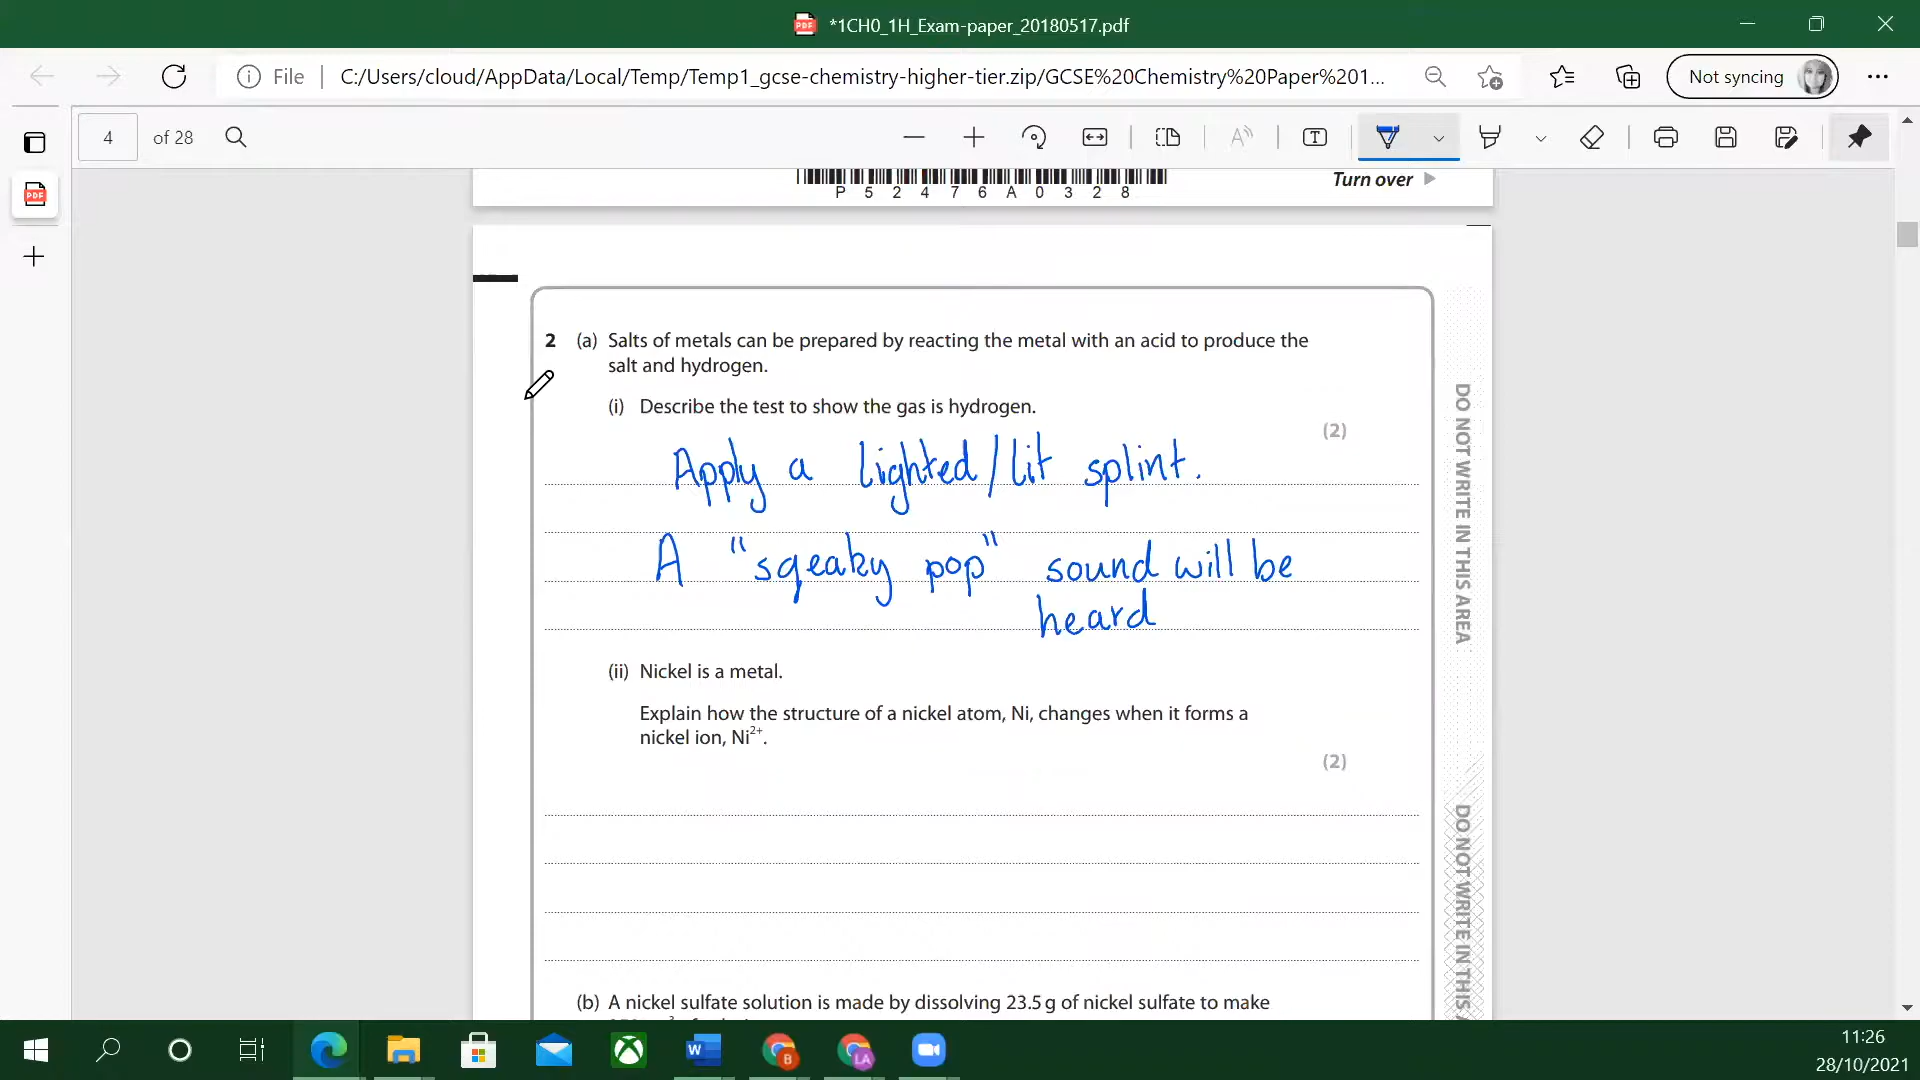 *1CH0_1H_Exam-paper_20180517.pdf
File
C:/Users/cloud/AppData/Local/Temp/Temp1_gcse-chemistry-higher-tier.zip/GCSE%20Chemistry%20Paper%201...
Not syncing
4 of 28
P 5 2 4 7 6 A 0 3 2 8
Turn over
2 (a) Salts of metals can be prepared by reacting the metal with an acid to produce the
salt and hydrogen.
(i) Describe the test to show the gas is hydrogen.
(2)
Apply a lighted/lit splint.
A "sqeaky pop" sound will be
heard
(ii) Nickel is a metal.
Explain how the structure of a nickel atom, Ni, changes when it forms a
nickel ion, Ni²⁺.
(2)
(b) A nickel sulfate solution is made by dissolving 23.5 g of nickel sulfate to make
DO NOT WRITE IN THIS AREA
DO NOT WRITE IN THIS
11:26
28/10/2021